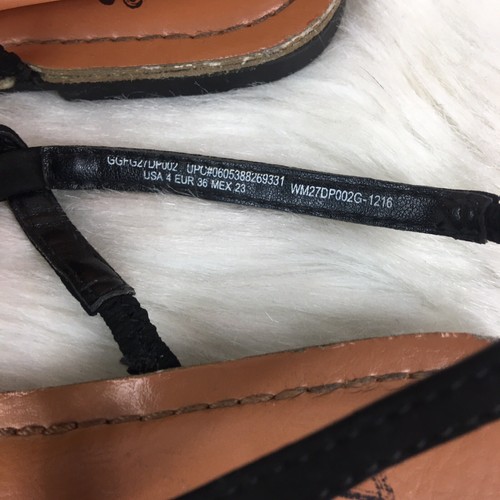 GGFG27DP002 UPC#0605388269331 WM27DP002G-1216
USA 4 EUR 36 MEX 23